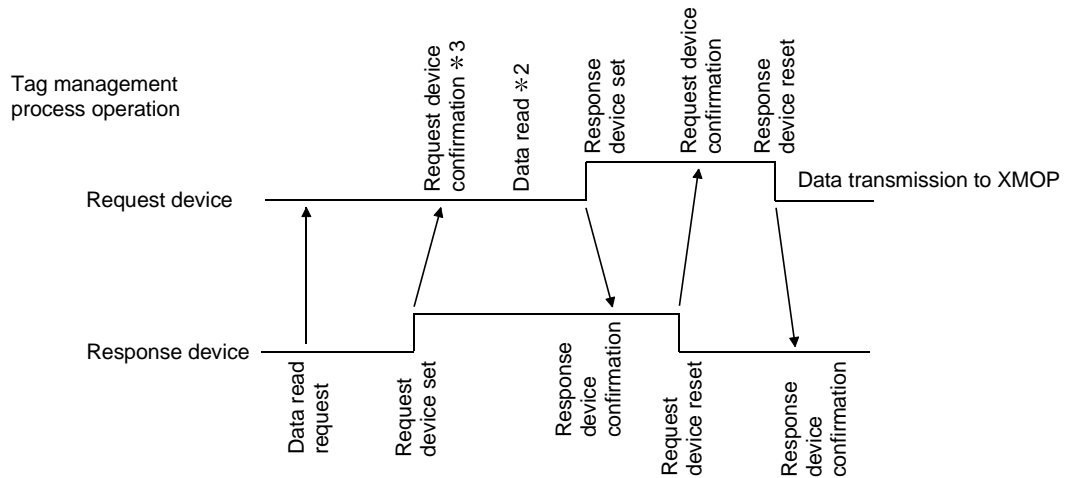 Tag management
process operation
Request device
confirmation ＊3
Data read ＊2
Response
device set
Request device
confirmation
Response
device reset
Request device
Data transmission to XMOP
Response device
Data read
request
Request
device set
Response
device
confirmation
Request
device reset
Response
device
confirmation